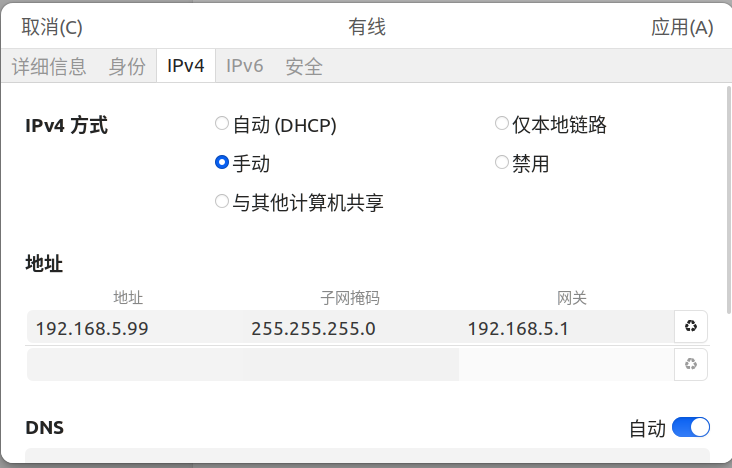 取消(C) 有线 应用(A)
详细信息 身份 IPv4 IPv6 安全
IPv4 方式 自动 (DHCP) 仅本地链路
手动 禁用
与其他计算机共享
地址
地址 子网掩码 网关
192.168.5.99 255.255.255.0 192.168.5.1
DNS 自动